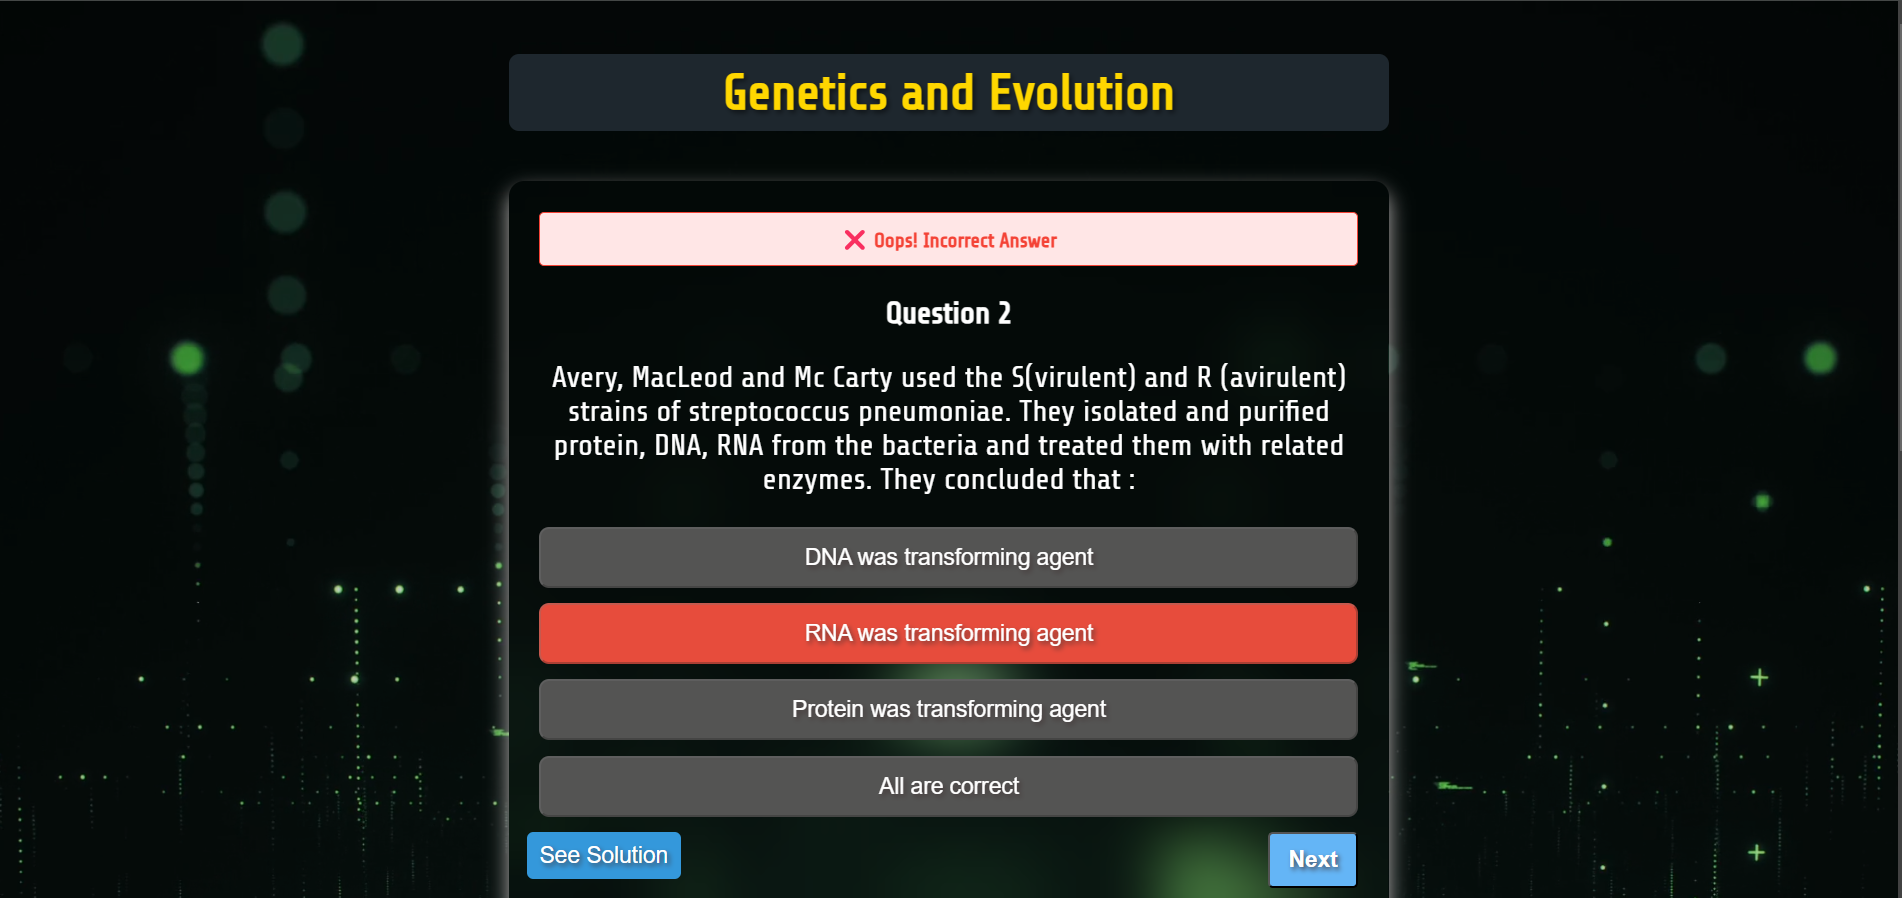 Genetics and Evolution
❌ Oops! Incorrect Answer
Question 2
Avery, MacLeod and Mc Carty used the S(virulent) and R (avirulent)
strains of streptococcus pneumoniae. They isolated and purified
protein, DNA, RNA from the bacteria and treated them with related
enzymes. They concluded that :
DNA was transforming agent
RNA was transforming agent
Protein was transforming agent
All are correct
See Solution
Next